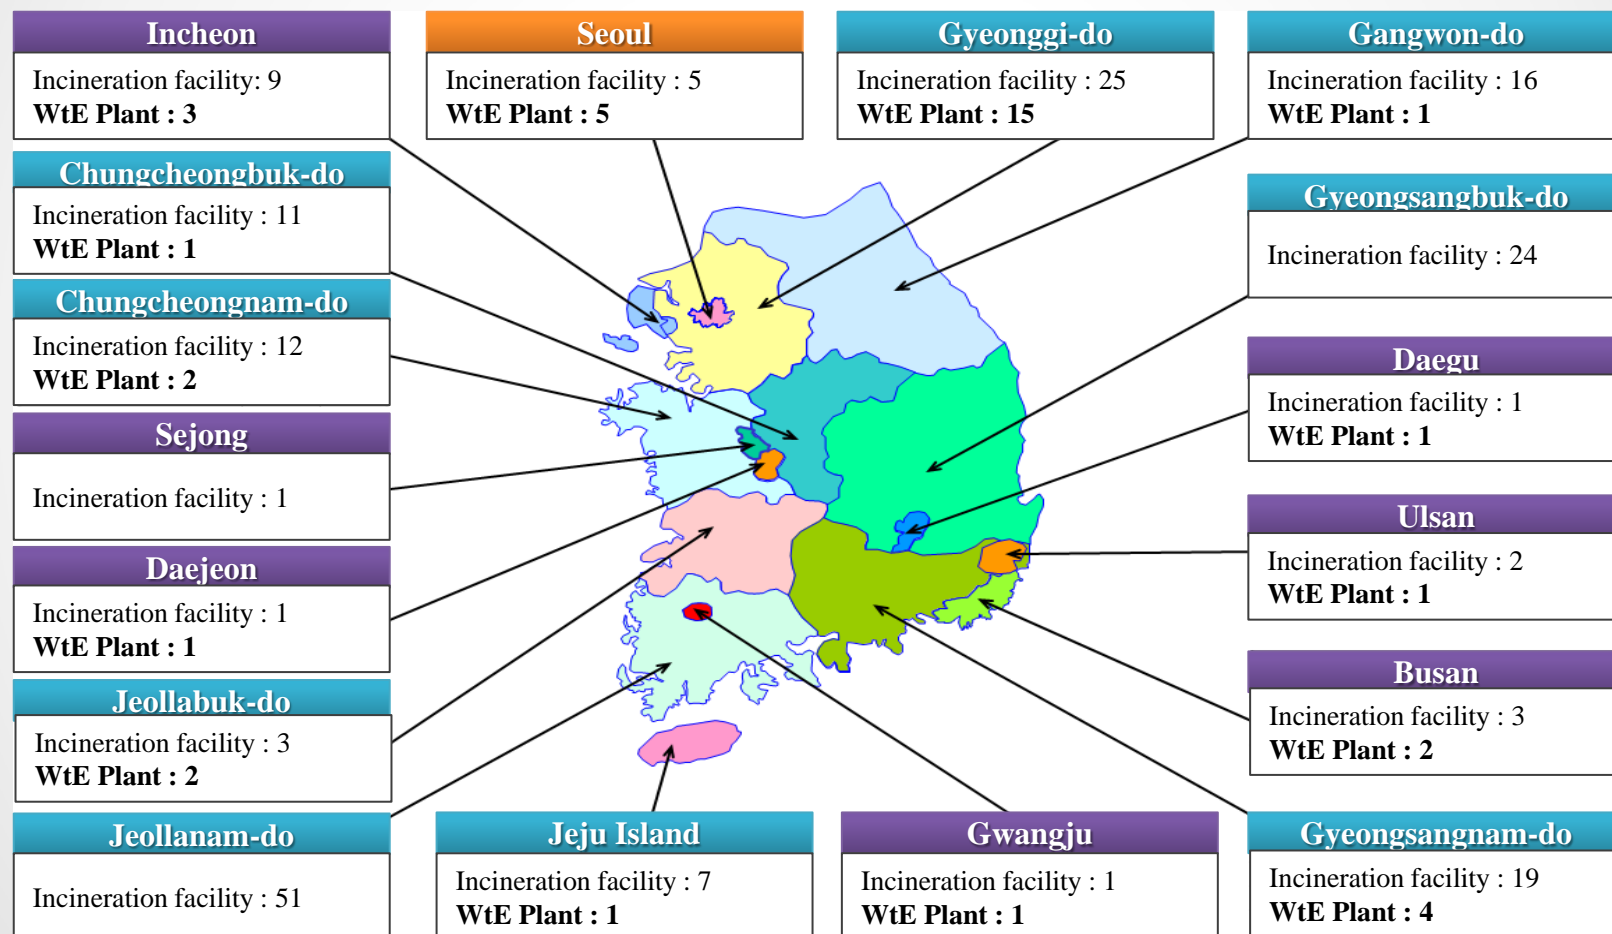 Incheon
Incineration facility: 9
WtE Plant : 3
Seoul
Incineration facility : 5
WtE Plant : 5
Gyeonggi-do
Incineration facility : 25
WtE Plant : 15
Gangwon-do
Incineration facility : 16
WtE Plant : 1
Chungcheongbuk-do
Incineration facility : 11
WtE Plant : 1
Gyeongsangbuk-do
Incineration facility : 24
Chungcheongnam-do
Incineration facility : 12
WtE Plant : 2
Daegu
Incineration facility : 1
WtE Plant : 1
Sejong
Incineration facility : 1
Ulsan
Incineration facility : 2
WtE Plant : 1
Daejeon
Incineration facility : 1
WtE Plant : 1
Busan
Incineration facility : 3
WtE Plant : 2
Jeollabuk-do
Incineration facility : 3
WtE Plant : 2
Jeollanam-do
Incineration facility : 51
Jeju Island
Incineration facility : 7
WtE Plant : 1
Gwangju
Incineration facility : 1
WtE Plant : 1
Gyeongsangnam-do
Incineration facility : 19
WtE Plant : 4